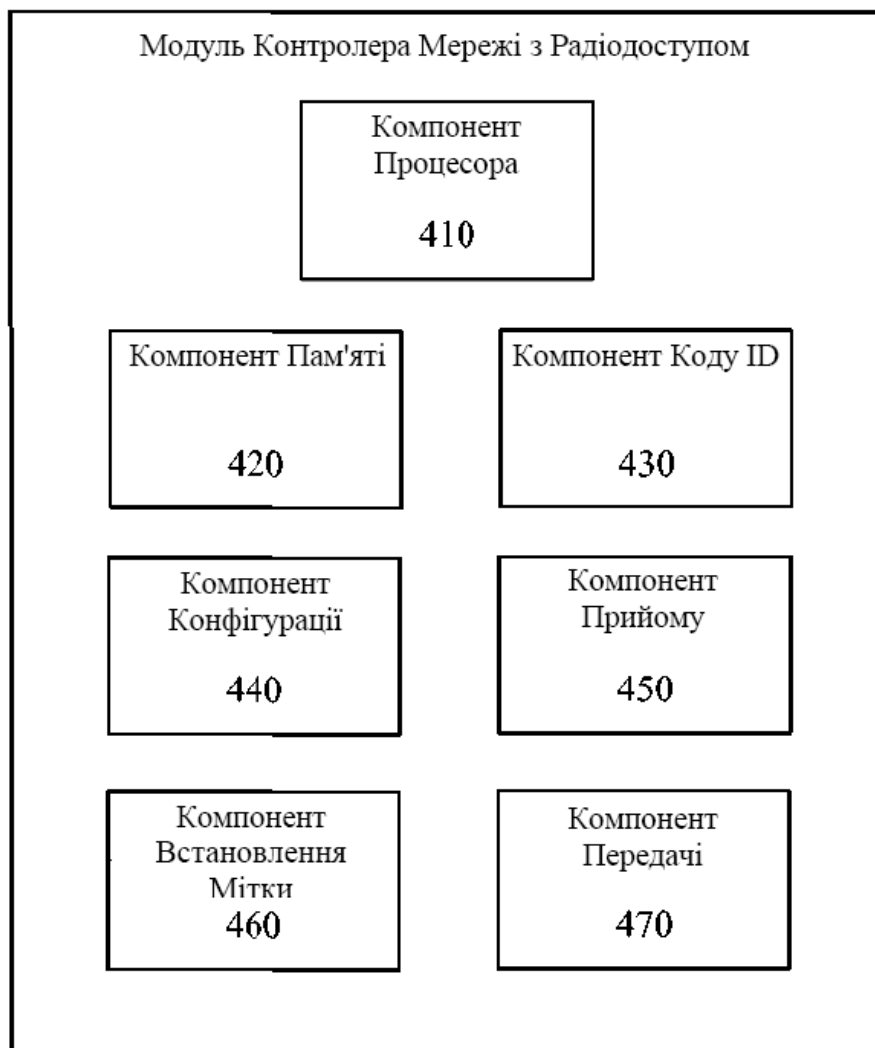 Модуль Контролера Мережі з Радіодоступом
Компонент
Процесора
410
Компонент Пам'яті
420
Компонент Коду ID
430
Компонент
Конфігурації
440
Компонент
Прийому
450
Компонент
Встановлення
Мітки
460
Компонент
Передачі
470